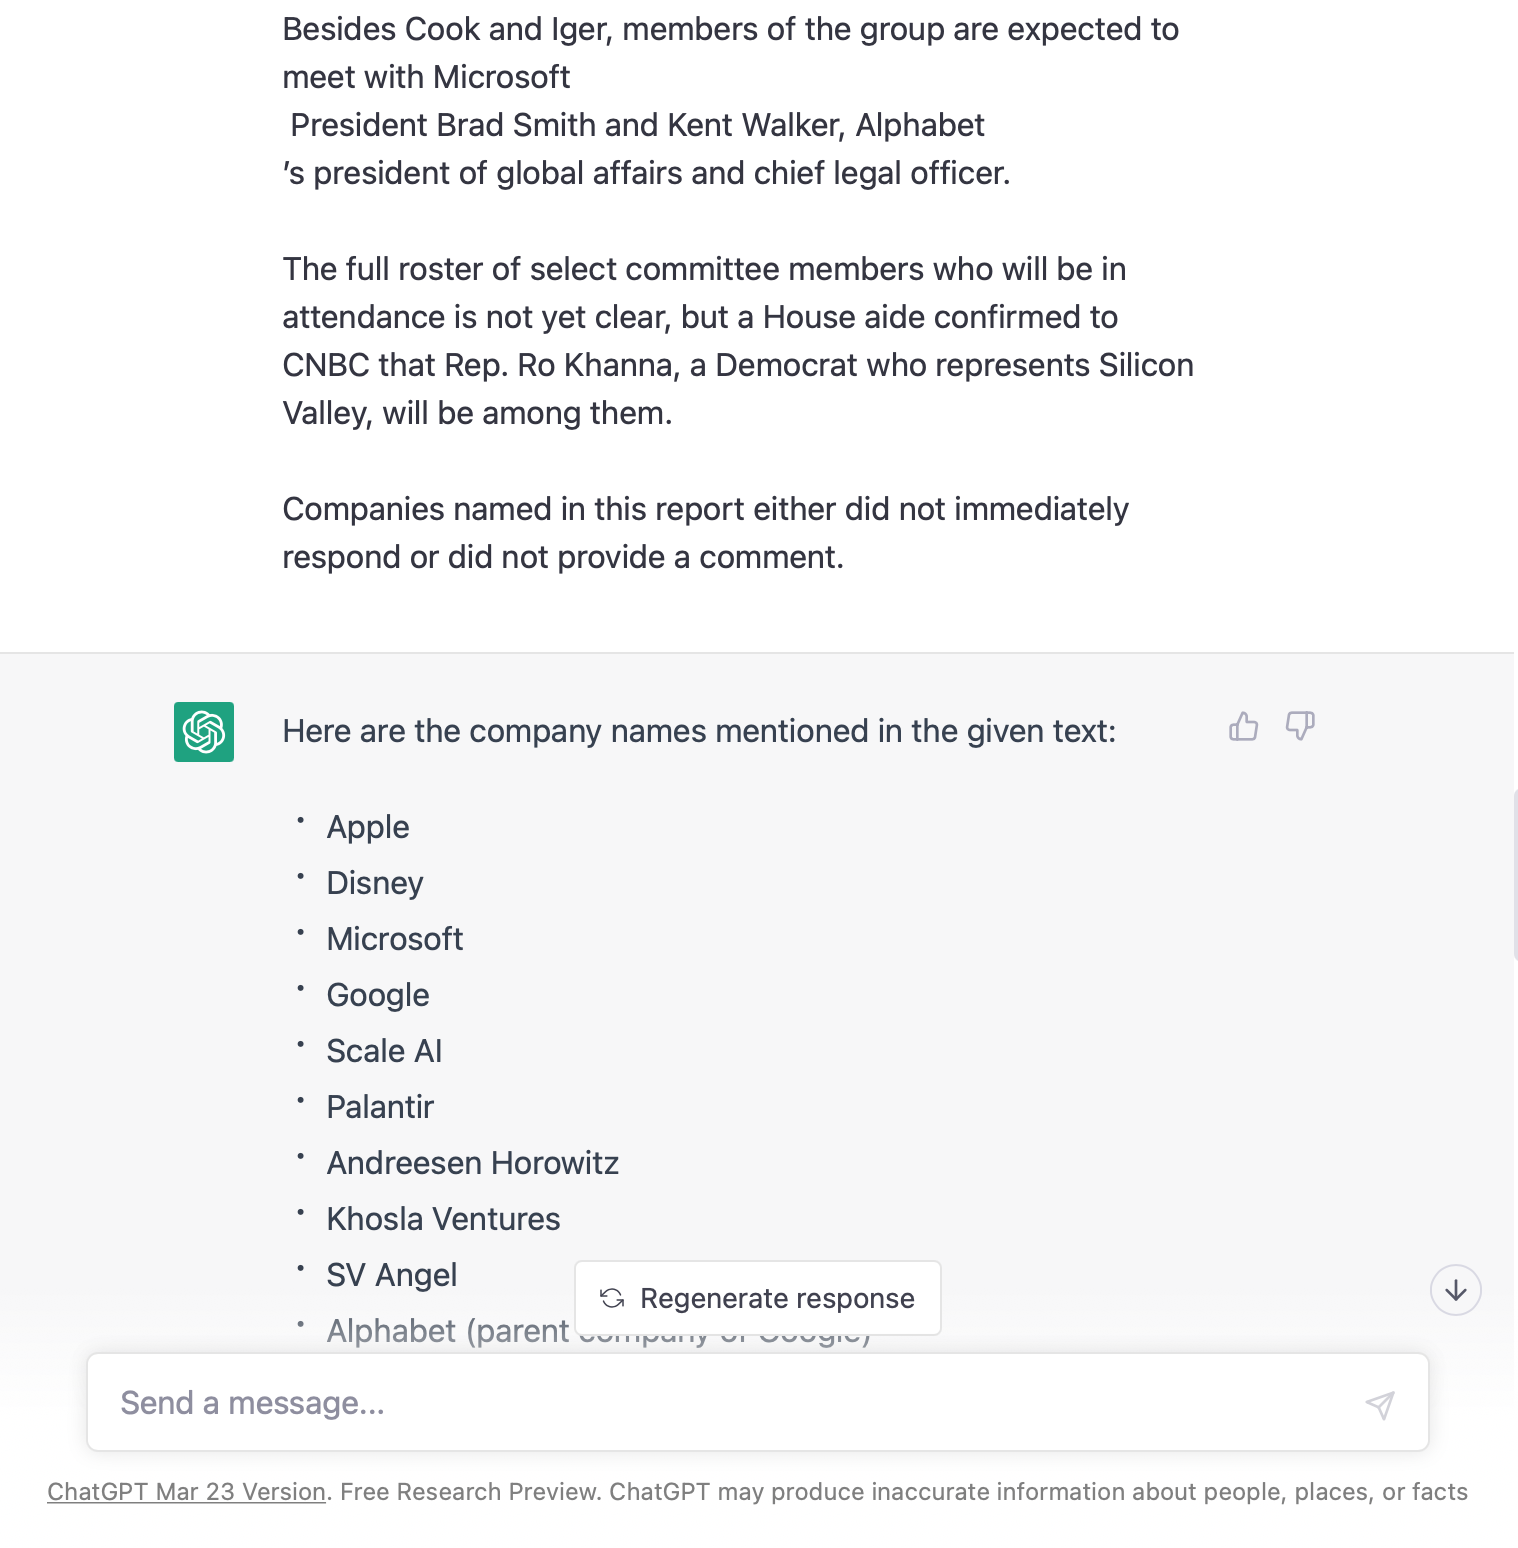 Besides Cook and Iger, members of the group are expected to
meet with Microsoft
President Brad Smith and Kent Walker, Alphabet
’s president of global affairs and chief legal officer.
The full roster of select committee members who will be in
attendance is not yet clear, but a House aide confirmed to
CNBC that Rep. Ro Khanna, a Democrat who represents Silicon
Valley, will be among them.
Companies named in this report either did not immediately
respond or did not provide a comment.
Here are the company names mentioned in the given text:
• Apple
• Disney
• Microsoft
• Google
• Scale AI
• Palantir
• Andreesen Horowitz
• Khosla Ventures
• SV Angel
Regenerate response
• Alphabet (parent company of Google)
Send a message...
ChatGPT Mar 23 Version. Free Research Preview. ChatGPT may produce inaccurate information about people, places, or facts